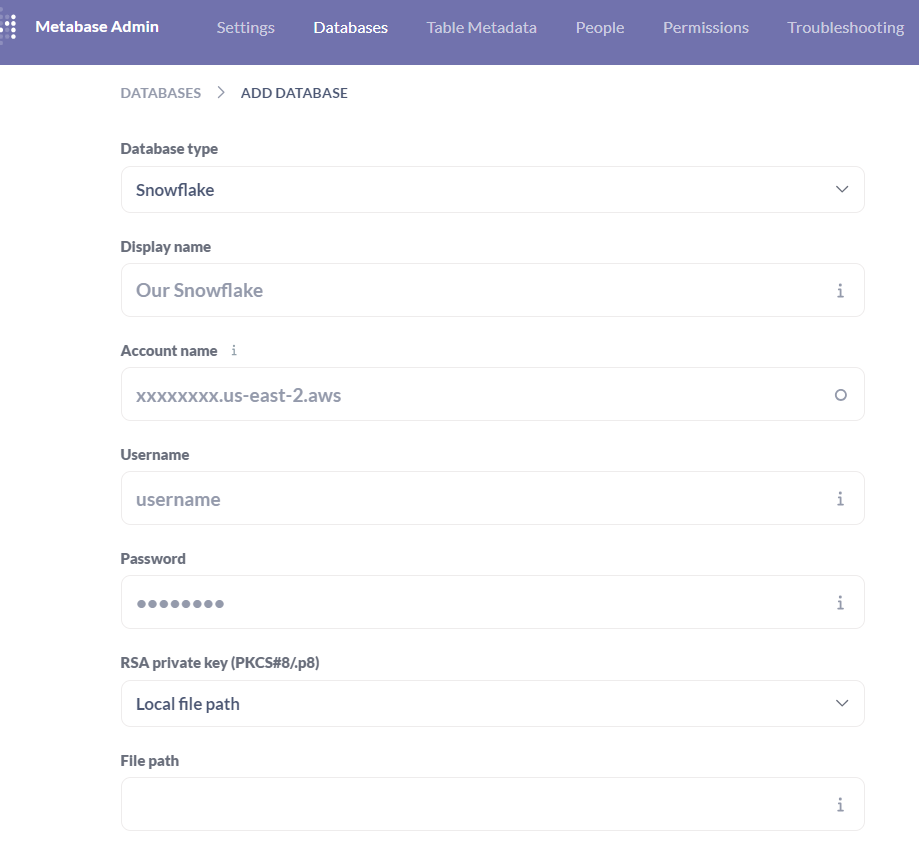 Metabase Admin Settings Databases Table Metadata People Permissions Troubleshooting
DATABASES > ADD DATABASE
Database type
Snowflake
Display name
Our Snowflake
Account name i
xxxxxxxx.us-east-2.aws
Username
username
Password
••••••••
RSA private key (PKCS#8/.p8)
Local file path
File path